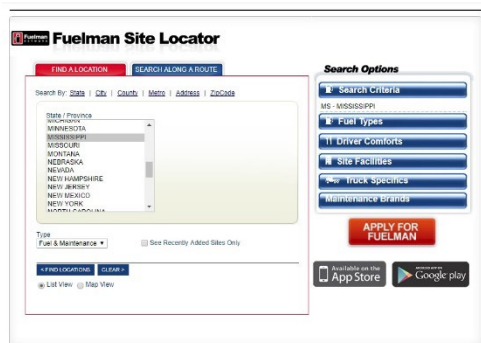 Fuelman Fuelman Site Locator
FIND A LOCATION SEARCH ALONG A ROUTE
Search By: State | City | County | Metro | Address | ZipCode
State / Province
MICHIGAN
MINNESOTA
MISSISSIPPI
MISSOURI
MONTANA
NEBRASKA
NEVADA
NEW HAMPSHIRE
NEW JERSEY
NEW MEXICO
NEW YORK
NORTH CAROLINA
Type
Fuel & Maintenance
See Recently Added Sites Only
< FIND LOCATIONS CLEAR >
List View Map View
Search Options
Search Criteria
MS - MISSISSIPPI
Fuel Types
Driver Comforts
Site Facilities
Truck Specifics
Maintenance Brands
APPLY FOR
FUELMAN
Available on the
App Store
Google play